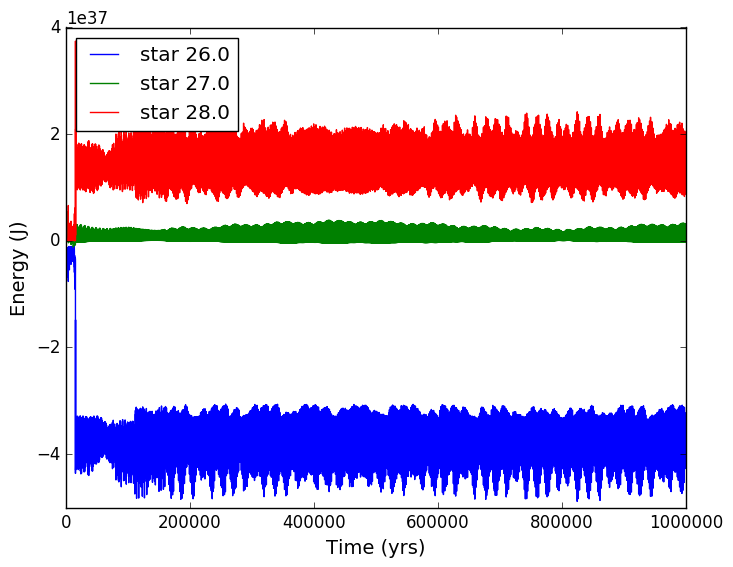 1e37
4
2
0
−2
−4
Energy (J)
star 26.0
star 27.0
star 28.0
0
200000
400000
600000
800000
1000000
Time (yrs)